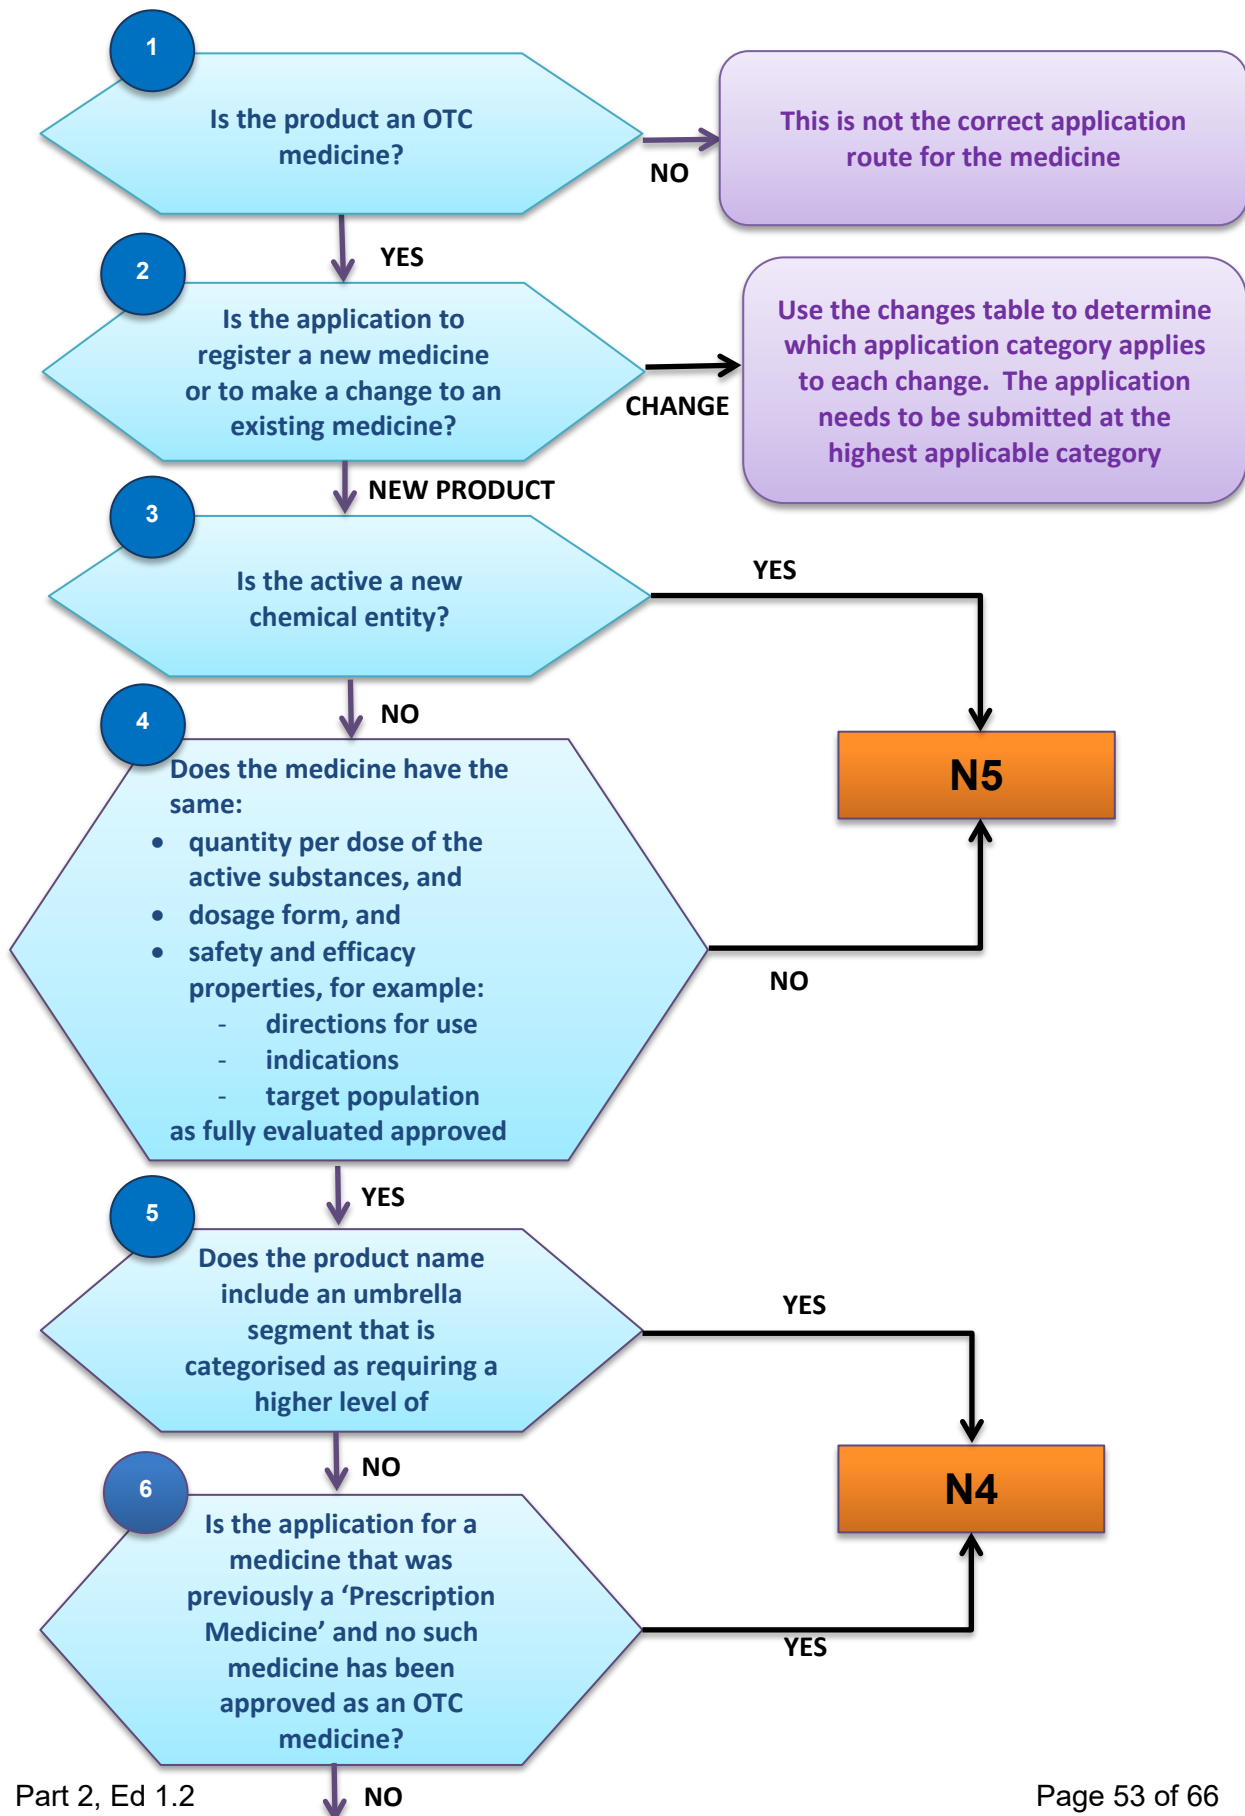 1
Is the product an OTC
medicine?
NO
This is not the correct application
route for the medicine
YES
2
Is the application to
register a new medicine
or to make a change to an
existing medicine?
CHANGE
Use the changes table to determine
which application category applies
to each change.  The application
needs to be submitted at the
highest applicable category
NEW PRODUCT
3
Is the active a new
chemical entity?
YES
NO
N5
4
Does the medicine have the
same:
• quantity per dose of the
active substances, and
• dosage form, and
• safety and efficacy
properties, for example:
- directions for use
- indications
- target population
as fully evaluated approved
NO
YES
5
Does the product name
include an umbrella
segment that is
categorised as requiring a
higher level of
YES
NO
N4
6
Is the application for a
medicine that was
previously a ‘Prescription
Medicine’ and no such
medicine has been
approved as an OTC
medicine?
YES
NO
Part 2, Ed 1.2
Page 53 of 66